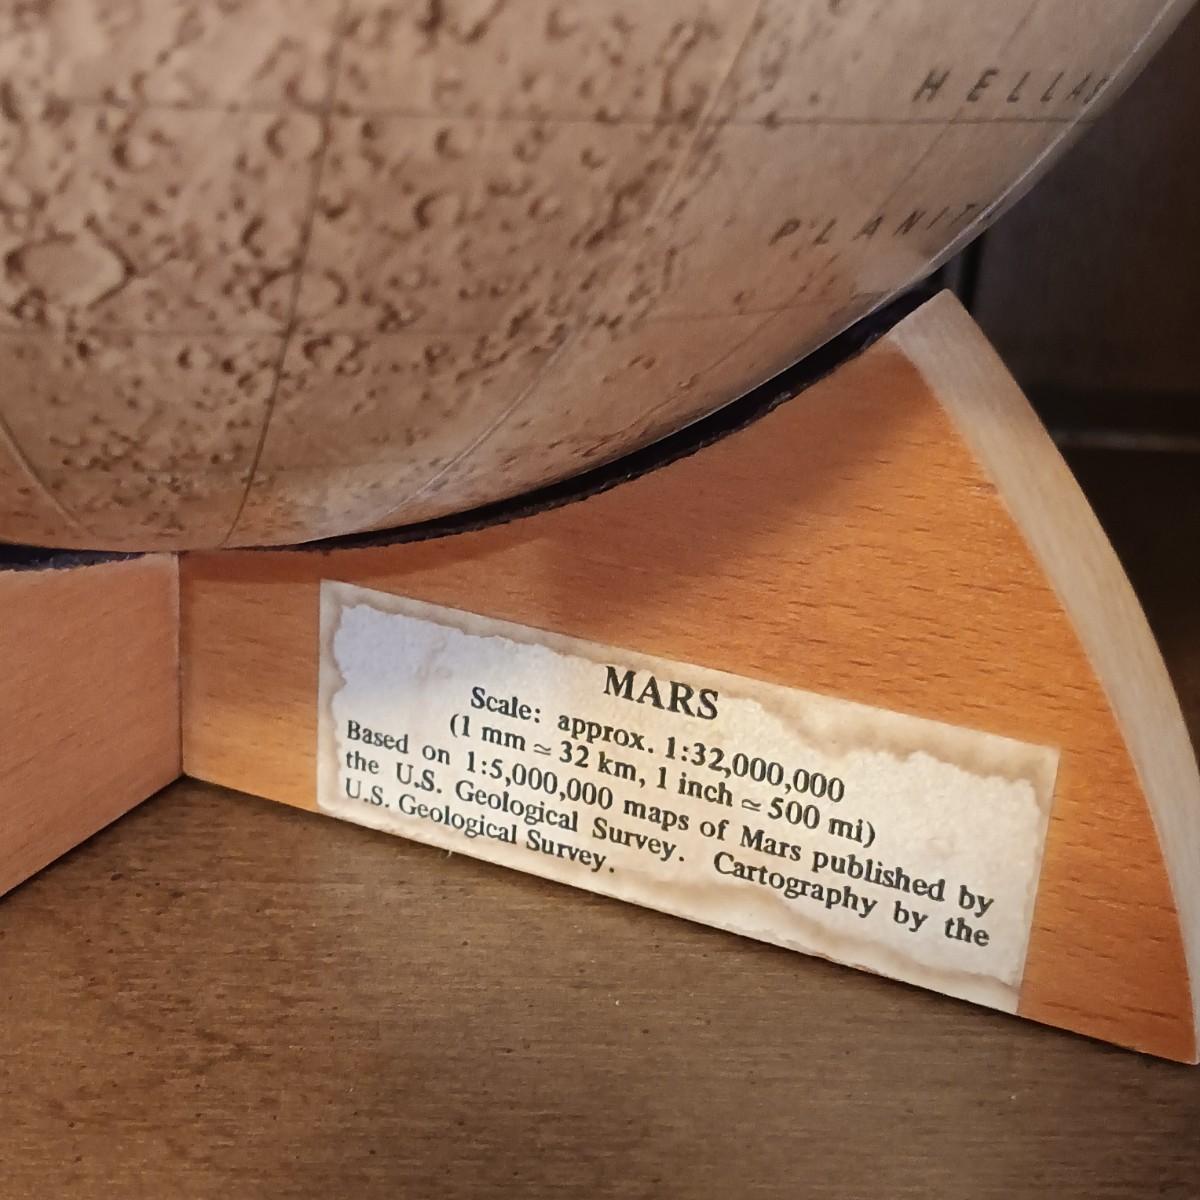 HELLAS
PLANIT
MARS
Scale: approx. 1:32,000,000
(1 mm ≃ 32 km, 1 inch ≃ 500 mi)
Based on 1:5,000,000 maps of Mars published by
the U.S. Geological Survey. Cartography by the
U.S. Geological Survey.